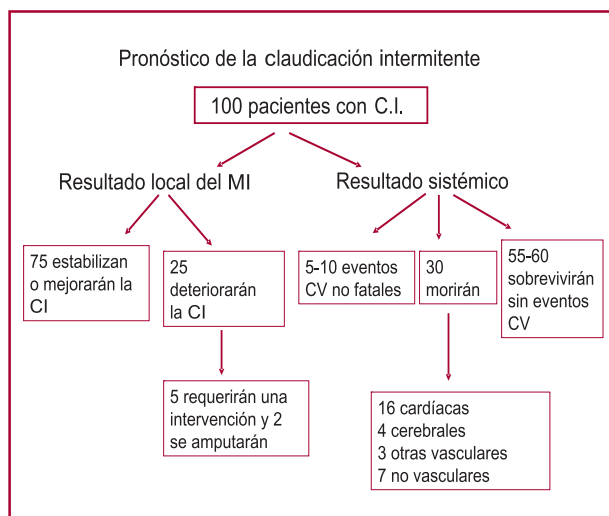 Pronóstico de la claudicación intermitente
100 pacientes con C.I.
Resultado local del MI
Resultado sistémico
75 estabilizan
o mejorarán la
CI
25
deteriorarán
la CI
5-10 eventos
CV no fatales
30
morirán
55-60
sobrevivirán
sin eventos
CV
5 requerirán una
intervención y 2
se amputarán
16 cardíacas
4 cerebrales
3 otras vasculares
7 no vasculares